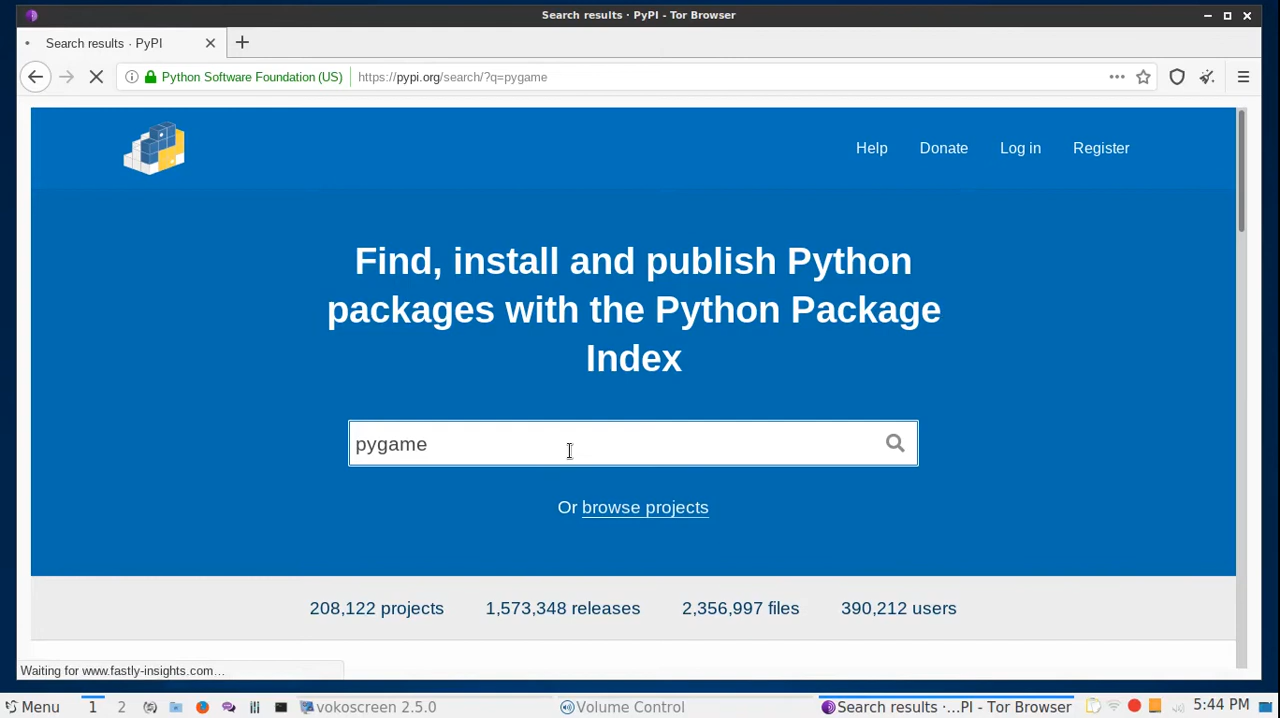 Search results · PyPI - Tor Browser
Search results · PyPI
Python Software Foundation (US)
https://pypi.org/search/?q=pygame
Help
Donate
Log in
Register
Find, install and publish Python
packages with the Python Package
Index
pygame
Or browse projects
208,122 projects
1,573,348 releases
2,356,997 files
390,212 users
Waiting for www.fastly-insights.com…
Menu
1
2
vokoscreen 2.5.0
Volume Control
Search results ·…PI - Tor Browser
5:44 PM